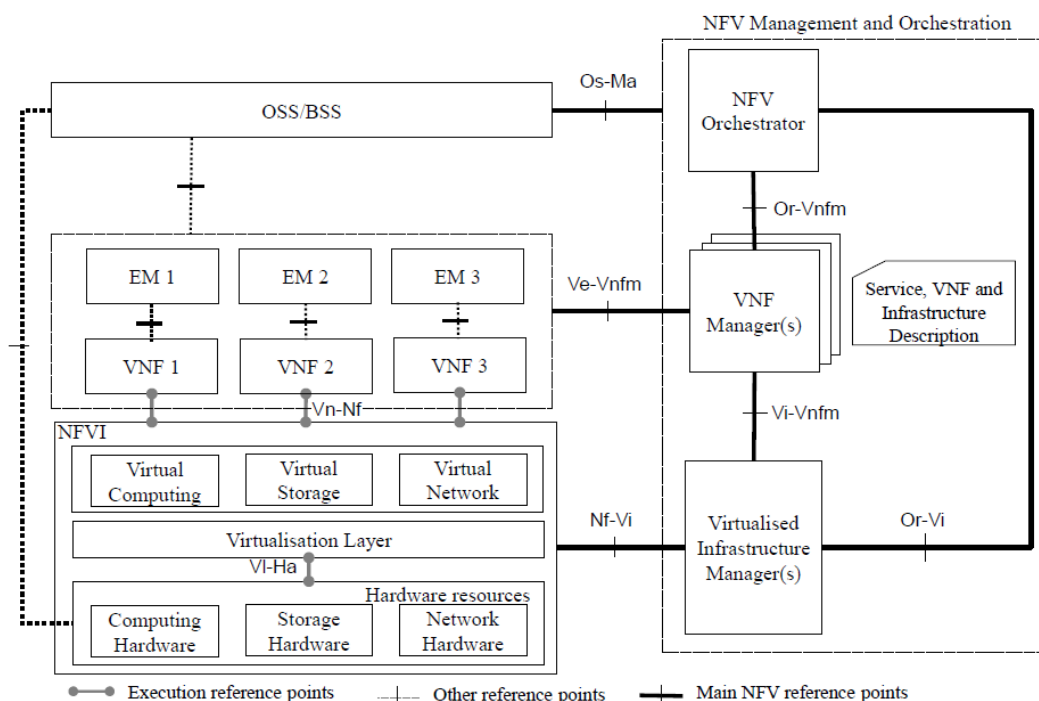 NFV Management and Orchestration
Os-Ma
OSS/BSS
NFV
Orchestrator
Or-Vnfm
EM 1
EM 2
EM 3
Ve-Vnfm
VNF
Manager(s)
Service, VNF and
Infrastructure
Description
VNF 1
VNF 2
VNF 3
Vn-Nf
Vi-Vnfm
NFVI
Virtual
Computing
Virtual
Storage
Virtual
Network
Nf-Vi
Virtualised
Infrastructure
Manager(s)
Or-Vi
Virtualisation Layer
Vl-Ha
Hardware resources
Computing
Hardware
Storage
Hardware
Network
Hardware
Execution reference points
Other reference points
Main NFV reference points